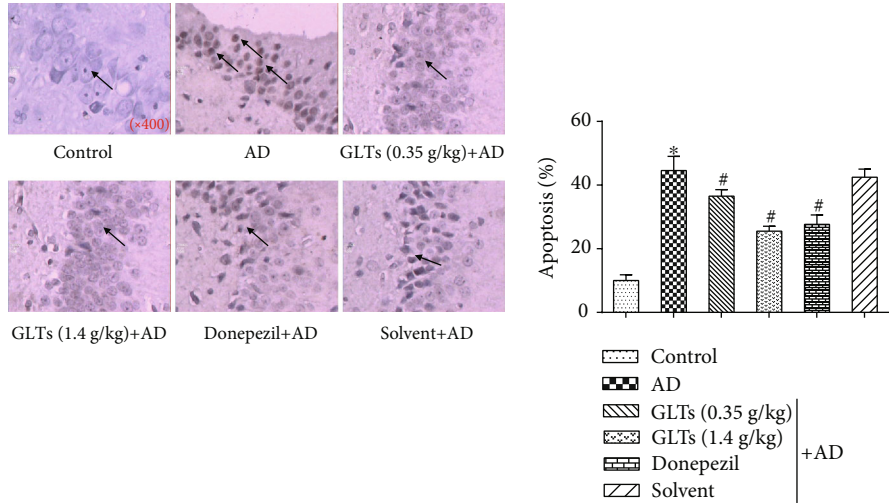 (×400)
Control
AD
GLTs (0.35 g/kg)+AD
GLTs (1.4 g/kg)+AD
Donepezil+AD
Solvent+AD
Apoptosis (%)
60
40
20
0
*
#
#
#
Control
AD
GLTs (0.35 g/kg)
GLTs (1.4 g/kg)
Donepezil
Solvent
+AD